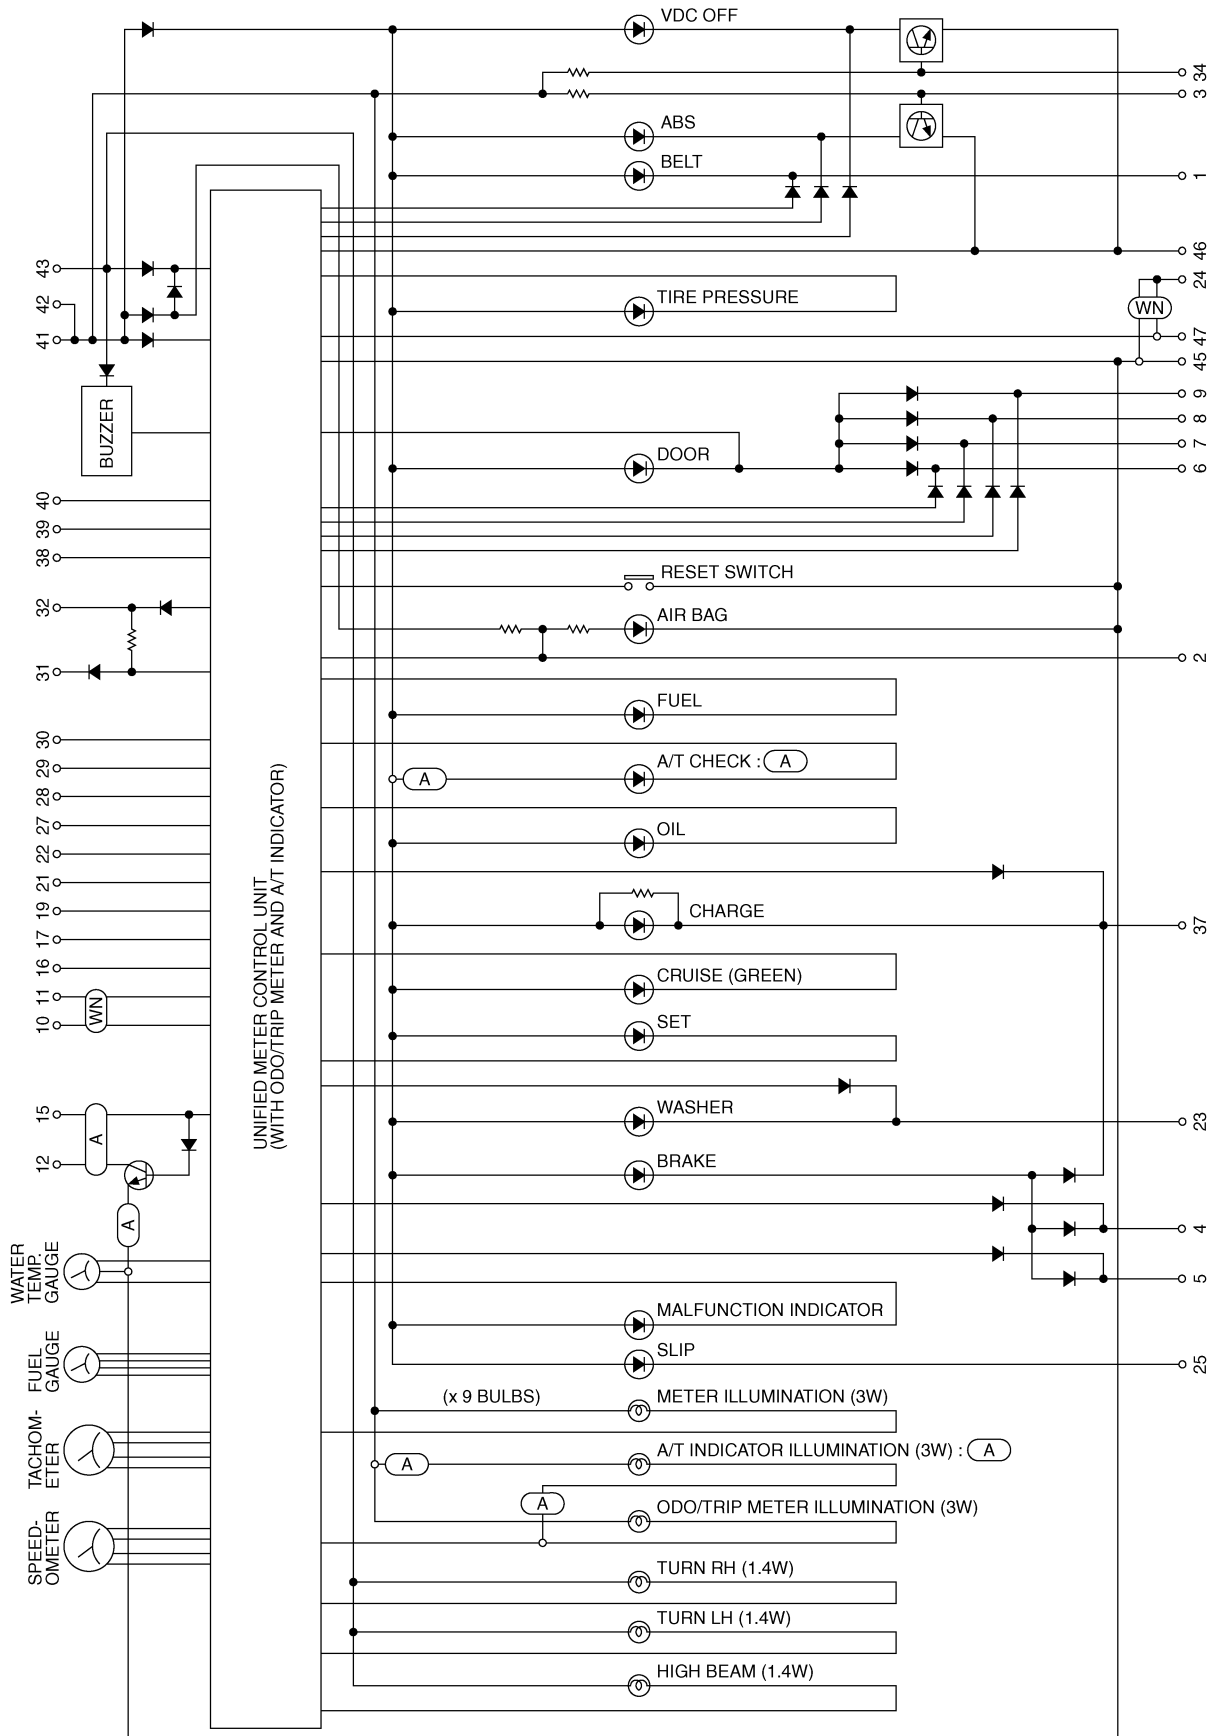 VDC OFF
34
3
ABS
BELT
1
46
43
24
42
TIRE PRESSURE
WN
41
47
45
9
8
BUZZER
7
DOOR
6
40
39
38
RESET SWITCH
32
AIR BAG
2
31
FUEL
30
A/T CHECK : A
29
A
28
27
OIL
22
21
CHARGE
19
37
17
16
CRUISE (GREEN)
11
WN
10
SET
UNIFIED METER CONTROL UNIT
(WITH ODO/TRIP METER AND A/T INDICATOR)
15
WASHER
23
A
12
BRAKE
A
4
WATER
TEMP.
GAUGE
5
MALFUNCTION INDICATOR
FUEL
GAUGE
SLIP
25
(x 9 BULBS)
METER ILLUMINATION (3W)
TACHOM-
ETER
A/T INDICATOR ILLUMINATION (3W) : A
A
A
ODO/TRIP METER ILLUMINATION (3W)
SPEED-
OMETER
TURN RH (1.4W)
TURN LH (1.4W)
HIGH BEAM (1.4W)